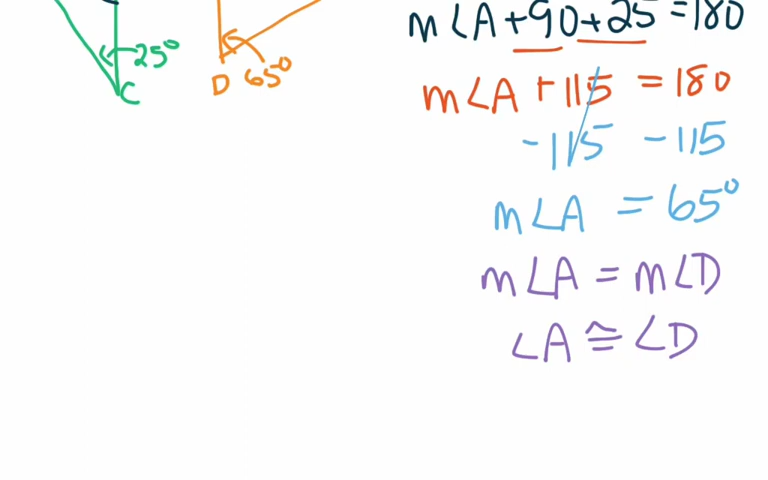 m∠A+90+25=180
25°
C
D 65°
m∠A+115 = 180
-115 -115
m∠A = 65°
m∠A = m∠D
∠A ≅ ∠D